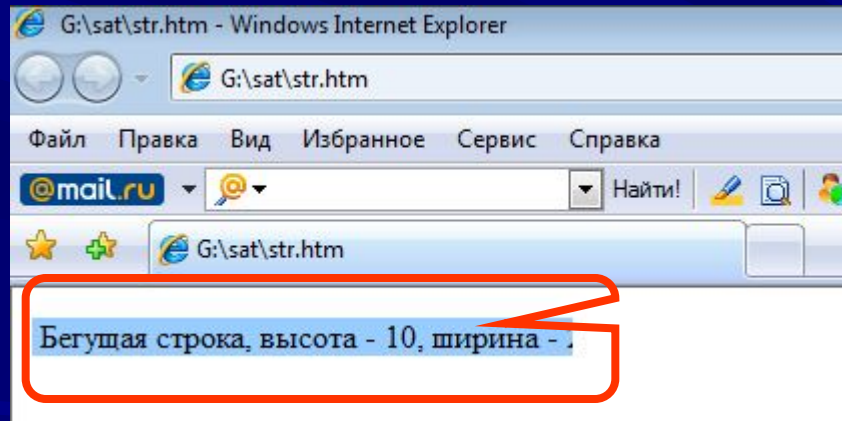 G:\sat\str.htm - Windows Internet Explorer
G:\sat\str.htm
Файл Правка Вид Избранное Сервис Справка
@mail.ru Найти!
G:\sat\str.htm
Бегущая строка, высота - 10, ширина -